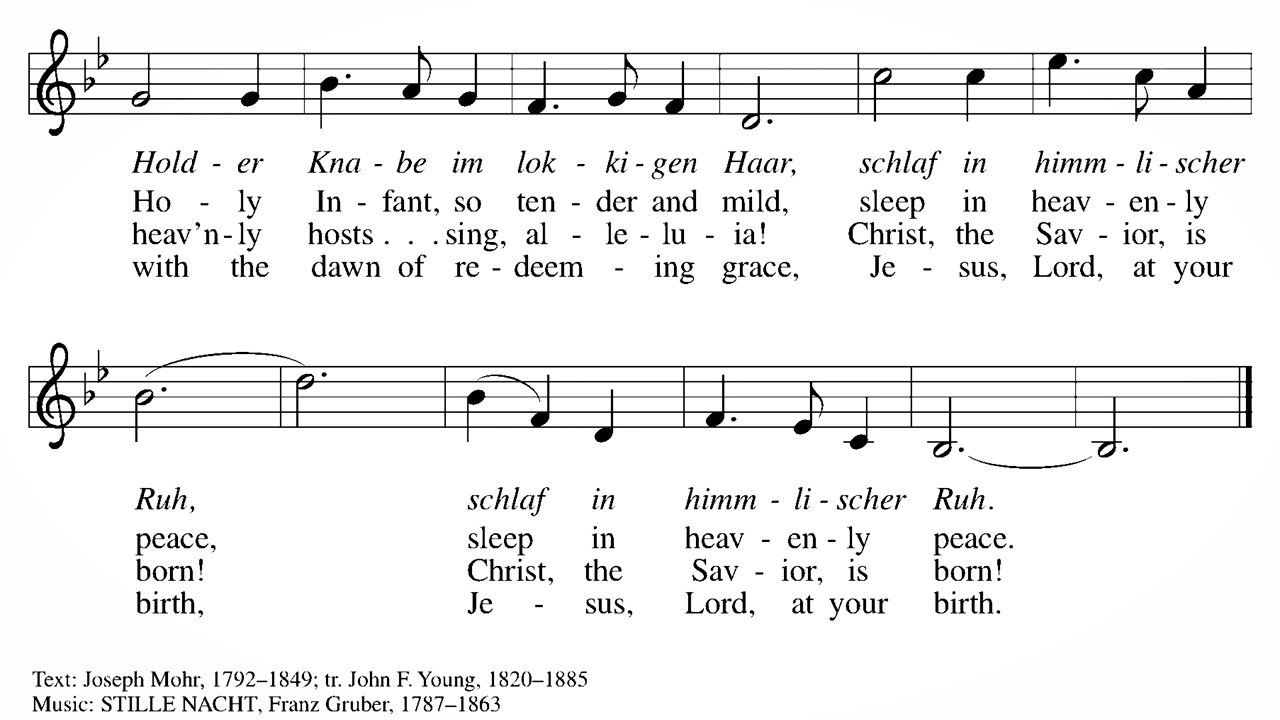 Hold - er Kna - be im lok - ki - gen Haar, schlaf in himm - li - scher
Ho - ly In - fant, so ten - der and mild, sleep in heav - en - ly
heav'n - ly hosts . . . sing, al - le - lu - ia! Christ, the Sav - ior, is
with the dawn of re - deem - ing grace, Je - sus, Lord, at your
Ruh, schlaf in himm - li - scher Ruh.
peace, sleep in heav - en - ly peace.
born! Christ, the Sav - ior, is born!
birth, Je - sus, Lord, at your birth.
Text: Joseph Mohr, 1792–1849; tr. John F. Young, 1820–1885
Music: STILLE NACHT, Franz Gruber, 1787–1863